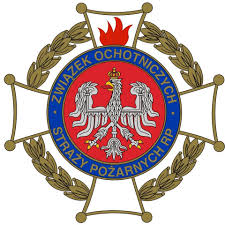 ZWIĄZEK OCHOTNICZYCH
STRAŻY POŻARNYCH RP